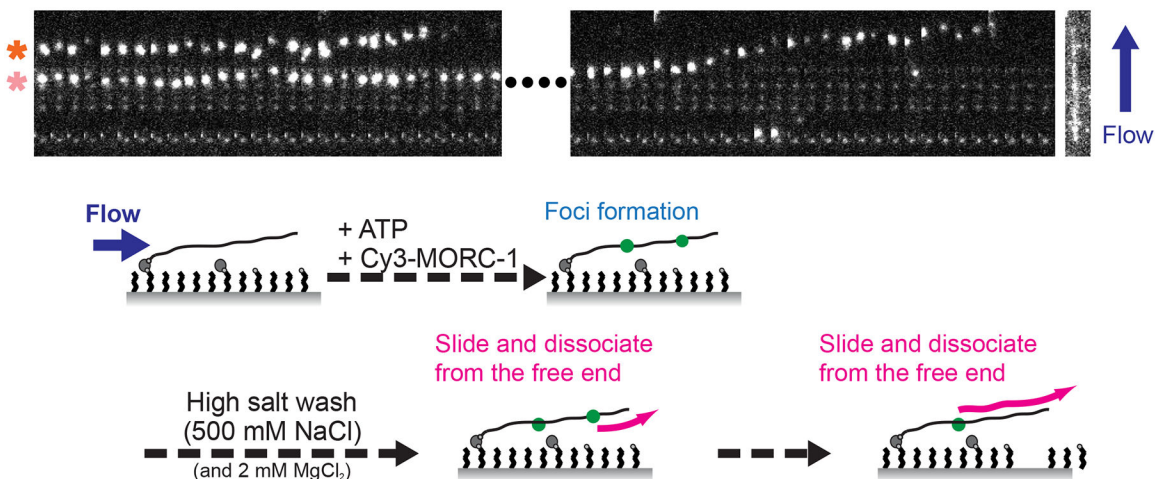 *
*
Flow
Flow
+ ATP
+ Cy3-MORC-1
Foci formation
Slide and dissociate
from the free end
Slide and dissociate
from the free end
High salt wash
(500 mM NaCl)
(and 2 mM MgCl₂)